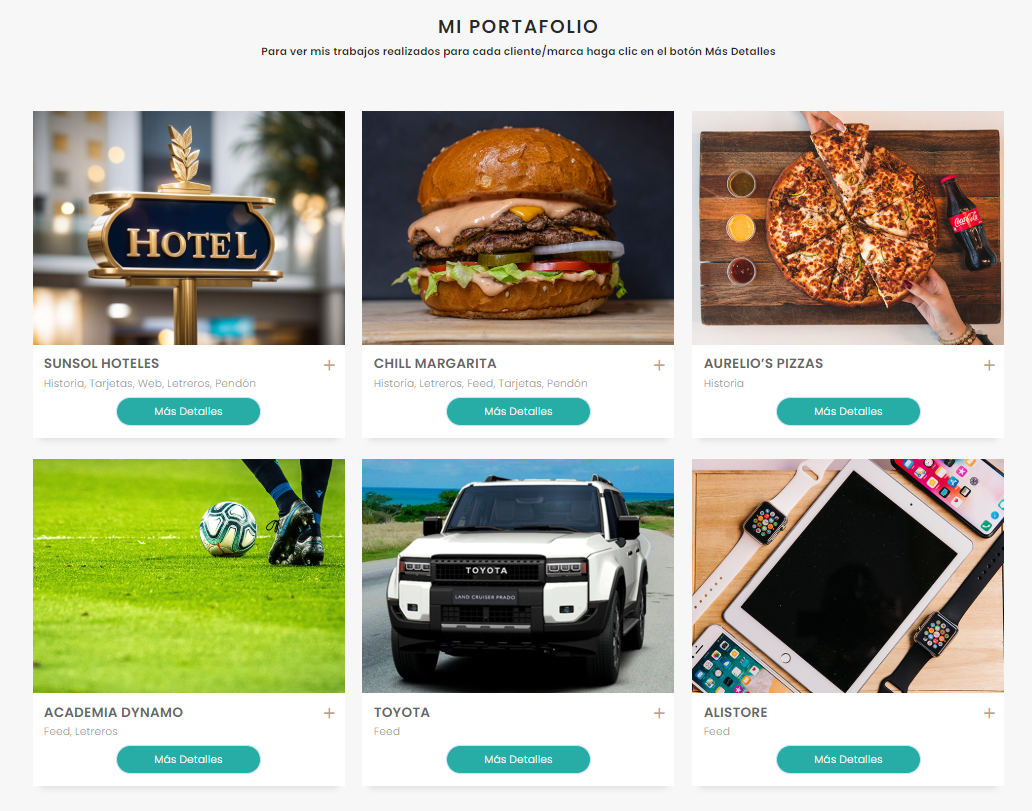 MI PORTAFOLIO
Para ver mis trabajos realizados para cada cliente/marca haga clic en el botón Más Detalles
HOTEL
Coca-Cola
SUNSOL HOTELES
Historia, Tarjetas, Web, Letreros, Pendón
Más Detalles
CHILL MARGARITA
Historia, Letreros, Feed, Tarjetas, Pendón
Más Detalles
AURELIO’S PIZZAS
Historia
Más Detalles
TOYOTA
LAND CRUISER PRADO
ACADEMIA DYNAMO
Feed, Letreros
Más Detalles
TOYOTA
Feed
Más Detalles
ALISTORE
Feed
Más Detalles